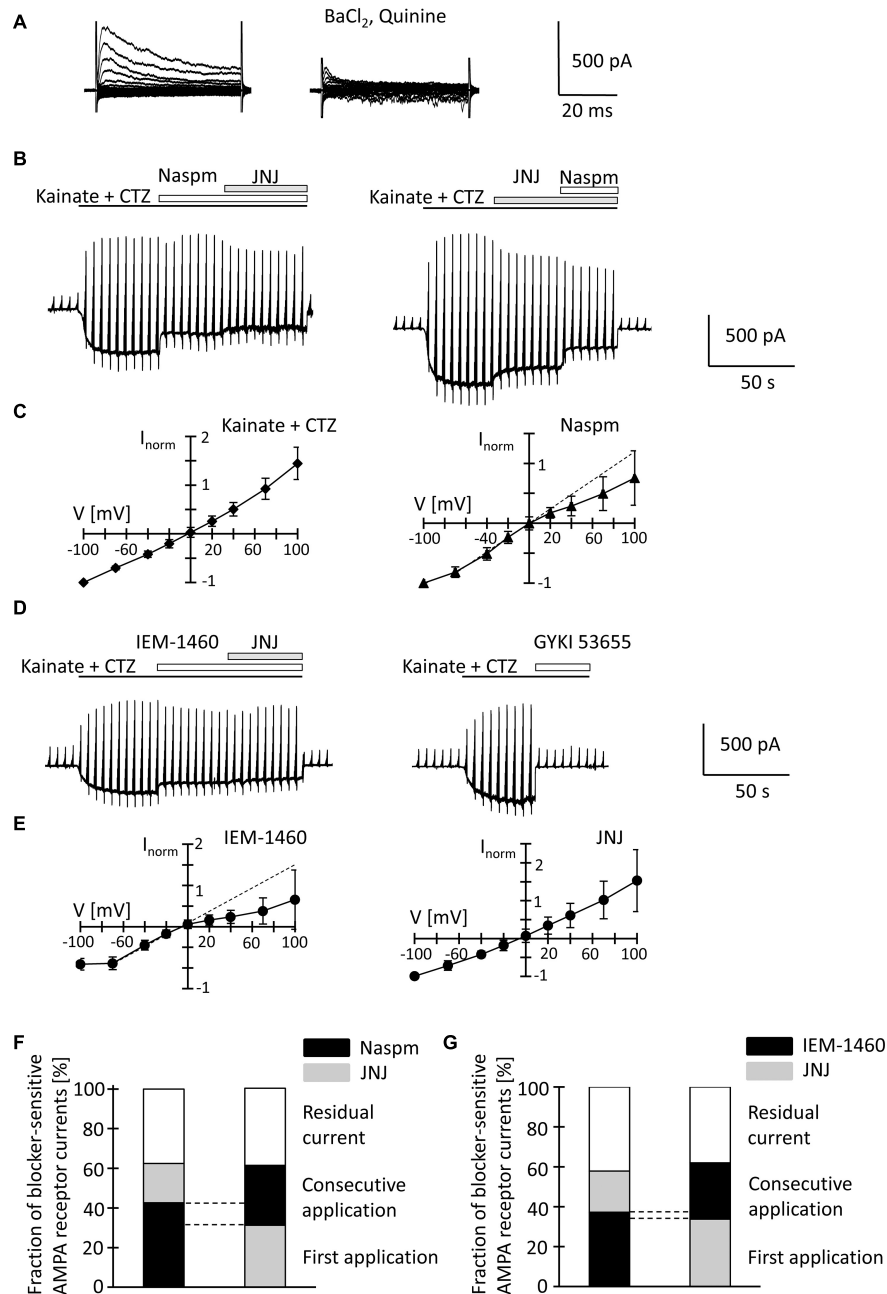 A
BaCl2, Quinine
500 pA
20 ms
B
Naspm
JNJ
Kainate + CTZ
JNJ
Naspm
Kainate + CTZ
500 pA
50 s
C
Inorm
2
Kainate + CTZ
1
V [mV]
-100
-60
20
60
100
-1
Inorm
Naspm
1
V [mV]
-100
-40
20
60
100
-1
D
IEM-1460
JNJ
Kainate + CTZ
GYKI 53655
Kainate + CTZ
500 pA
50 s
E
Inorm
2
IEM-1460
1
V [mV]
-100
-60
20
60
100
-1
Inorm
2
JNJ
1
V [mV]
-100
-60
20
60
100
-1
F
Naspm
JNJ
Fraction of blocker-sensitive
AMPA receptor currents [%]
100
80
60
40
20
0
Residual
current
Consecutive
application
First application
G
IEM-1460
JNJ
Fraction of blocker-sensitive
AMPA receptor currents [%]
100
80
60
40
20
0
Residual
current
Consecutive
application
First application